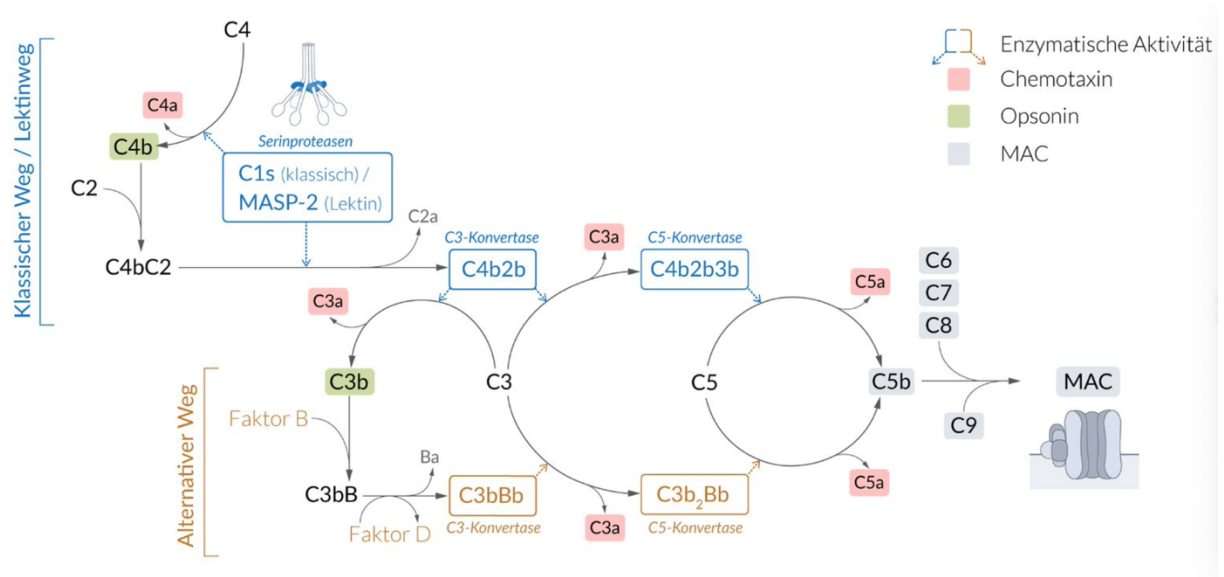 Klassischer Weg / Lektinweg
C4
C4a
C4b
C2
C4bC2
Serinproteasen
C1s (klassisch) /
MASP-2 (Lektin)
C2a
C3-Konvertase
C4b2b
C3a
C5-Konvertase
C4b2b3b
C5a
C6
C7
C8
Enzymatische Aktivität
Chemotaxin
Opsonin
MAC
Alternativer Weg
C3a
C3b
C3
C5
C5b
MAC
C9
Faktor B
C3bB
Ba
Faktor D
C3bBb
C3-Konvertase
C3a
C3b₂Bb
C5-Konvertase
C5a